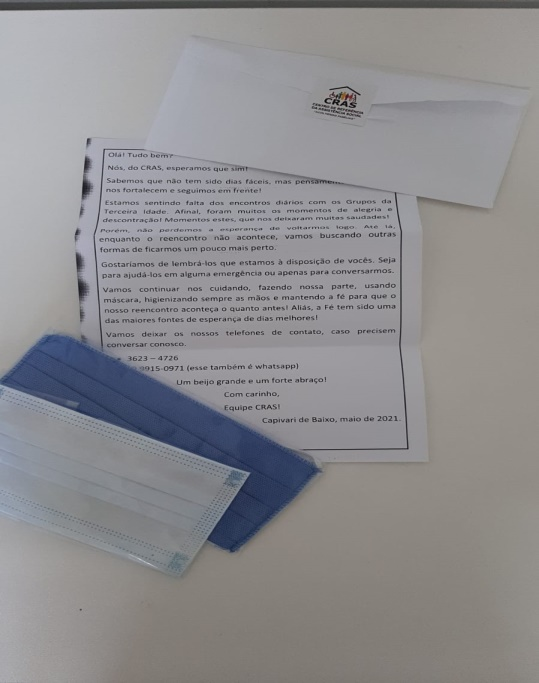 CRAS
CENTRO DE REFERÊNCIA
DA ASSISTÊNCIA SOCIAL
Olá! Tudo bem?
Nós, do CRAS, esperamos que sim!
Sabemos que não tem sido dias fáceis, mas
nos fortalecem e seguimos em frente!
Estamos sentindo falta dos encontros diários com os Grupos da
Terceira Idade. Afinal, foram muitos os momentos de alegria e
descontração! Momentos estes, que nos deixaram muitas saudades!
Porém, não perdemos a esperança de voltarmos logo. Até lá,
enquanto o reencontro não acontece, vamos buscando outras
formas de ficarmos um pouco mais perto.
Gostaríamos de lembrá-los que estamos à disposição de vocês. Seja
para ajudá-los em alguma emergência ou apenas para conversarmos.
Vamos continuar nos cuidando, fazendo nossa parte, usando
máscara, higienizando sempre as mãos e mantendo a fé para que o
nosso reencontro aconteça o quanto antes! Aliás, a Fé tem sido uma
das maiores fontes de esperança de dias melhores!
Vamos deixar os nossos telefones de contato, caso precisem
conversar conosco.
3623 – 4726
9915-0971 (esse também é whatsapp)
Um beijo grande e um forte abraço!
Com carinho,
Equipe CRAS!
Capivari de Baixo, maio de 2021.